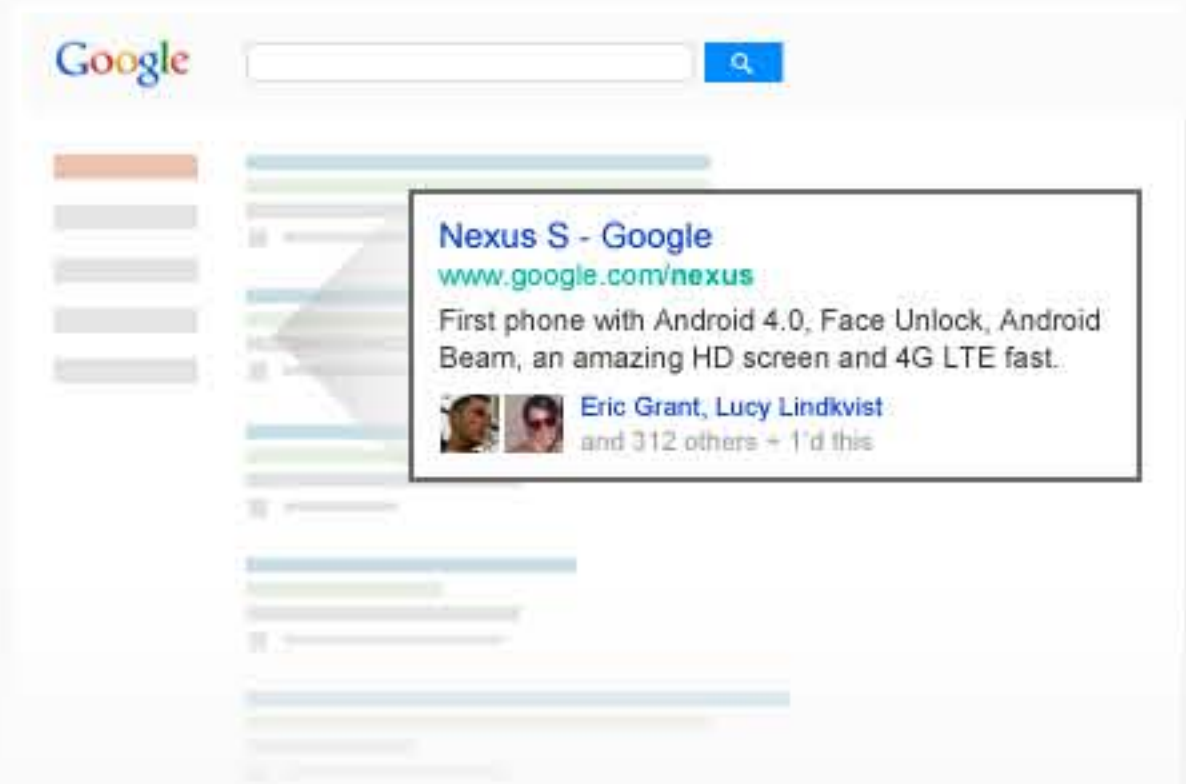 Google
Nexus S - Google
www.google.com/nexus
First phone with Android 4.0, Face Unlock, Android
Beam, an amazing HD screen and 4G LTE fast.
Eric Grant, Lucy Lindkvist
and 312 others + 1'd this